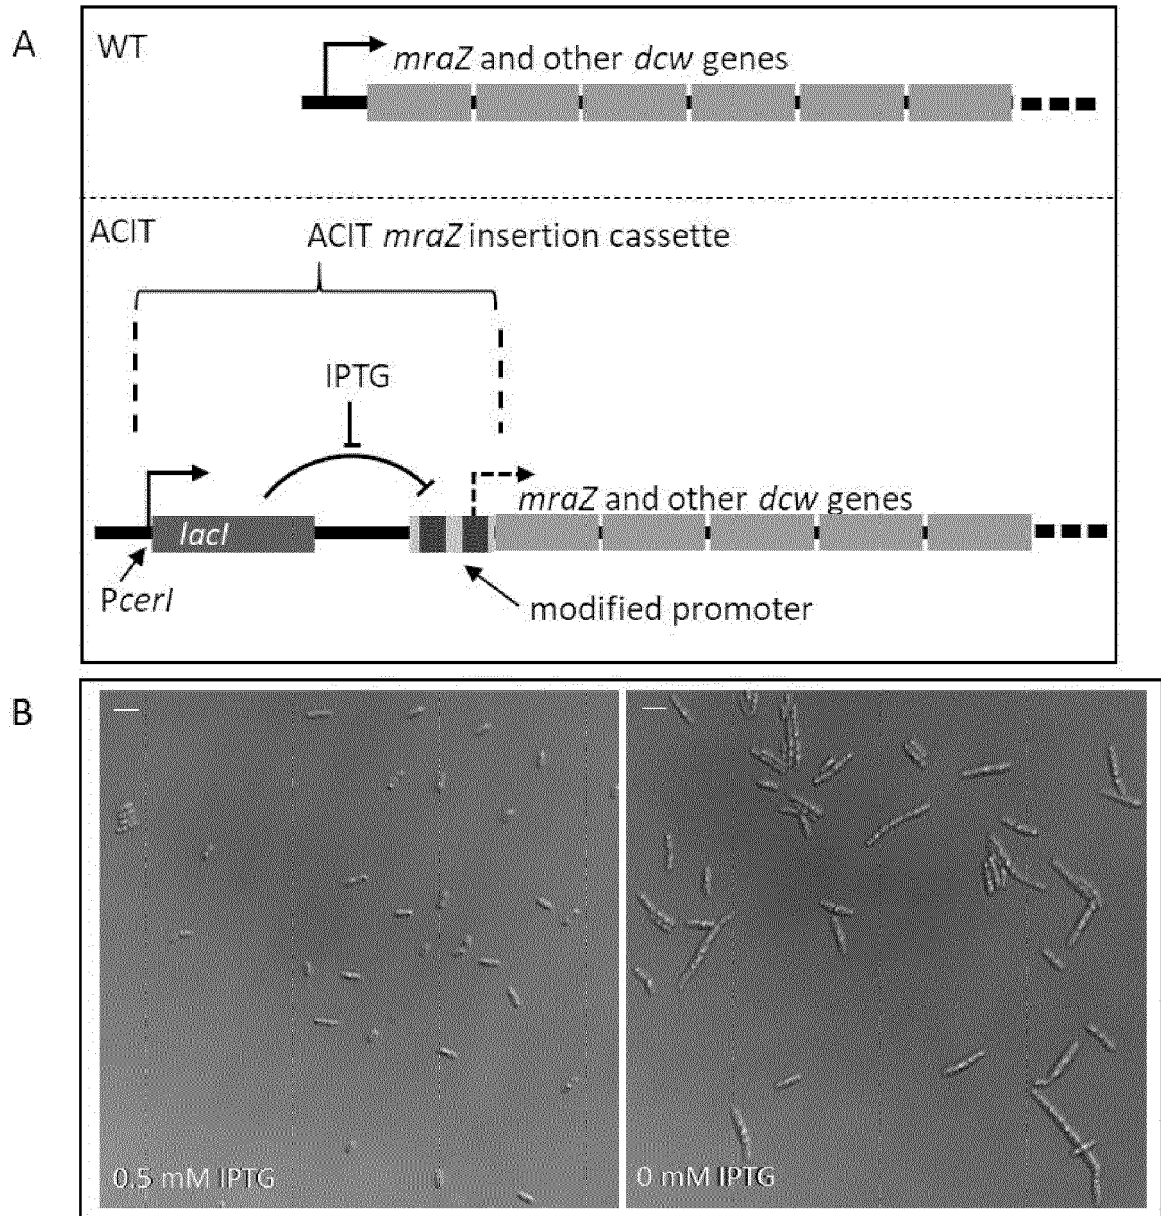 A
WT
mraZ and other dcw genes
ACIT
ACIT mraZ insertion cassette
IPTG
mraZ and other dcw genes
lacI
PcerI
modified promoter
B
0.5 mM IPTG
0 mM IPTG